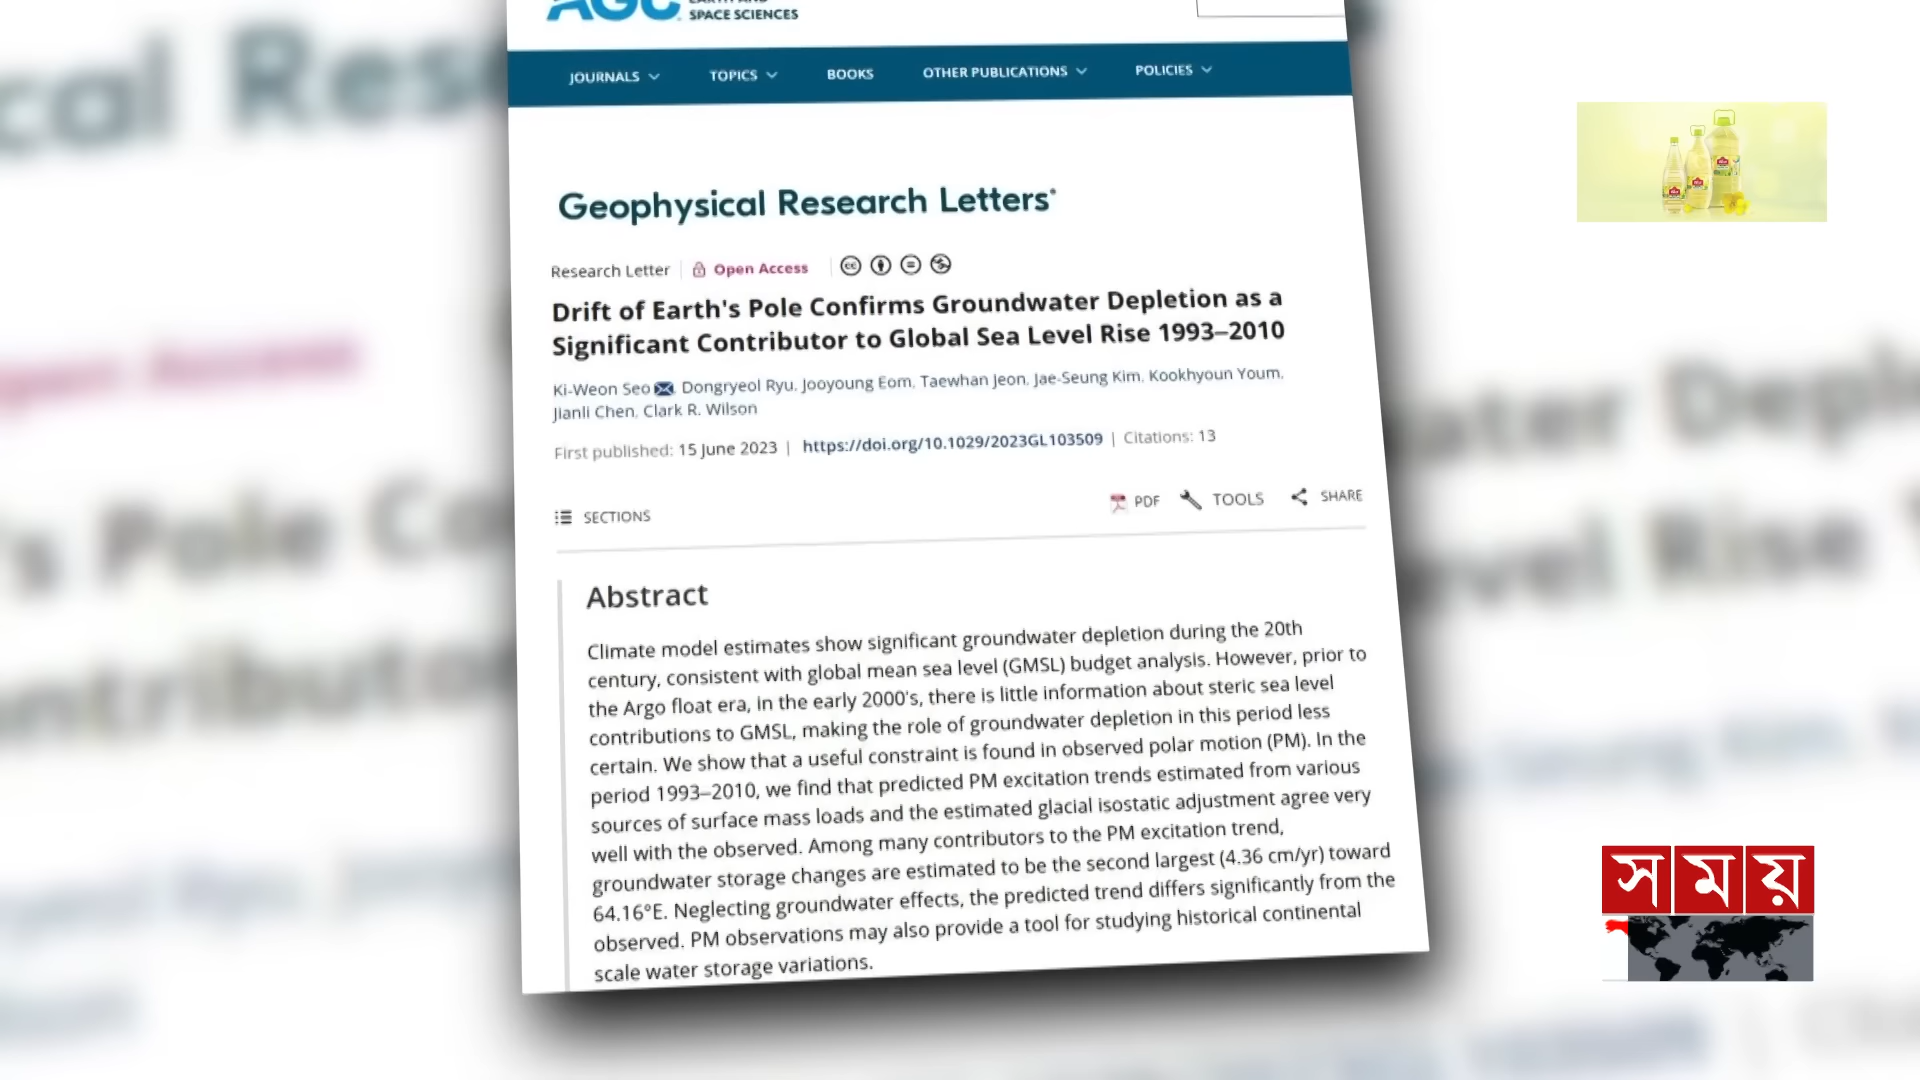 SPACE SCIENCES
JOURNALS TOPICS BOOKS OTHER PUBLICATIONS POLICIES
Geophysical Research Letters®
Research Letter | Open Access
Drift of Earth's Pole Confirms Groundwater Depletion as a
Significant Contributor to Global Sea Level Rise 1993–2010
Ki-Weon Seo, Dongryeol Ryu, Jooyoung Eom, Taewhan Jeon, Jae-Seung Kim, Kookhyoun Youm,
Jianli Chen, Clark R. Wilson
First published: 15 June 2023 | https://doi.org/10.1029/2023GL103509 | Citations: 13
SECTIONS PDF TOOLS SHARE
Abstract
Climate model estimates show significant groundwater depletion during the 20th
century, consistent with global mean sea level (GMSL) budget analysis. However, prior to
the Argo float era, in the early 2000's, there is little information about steric sea level
contributions to GMSL, making the role of groundwater depletion in this period less
certain. We show that a useful constraint is found in observed polar motion (PM). In the
period 1993–2010, we find that predicted PM excitation trends estimated from various
sources of surface mass loads and the estimated glacial isostatic adjustment agree very
well with the observed. Among many contributors to the PM excitation trend,
groundwater storage changes are estimated to be the second largest (4.36 cm/yr) toward
64.16°E. Neglecting groundwater effects, the predicted trend differs significantly from the
observed. PM observations may also provide a tool for studying historical continental
scale water storage variations.
সময়